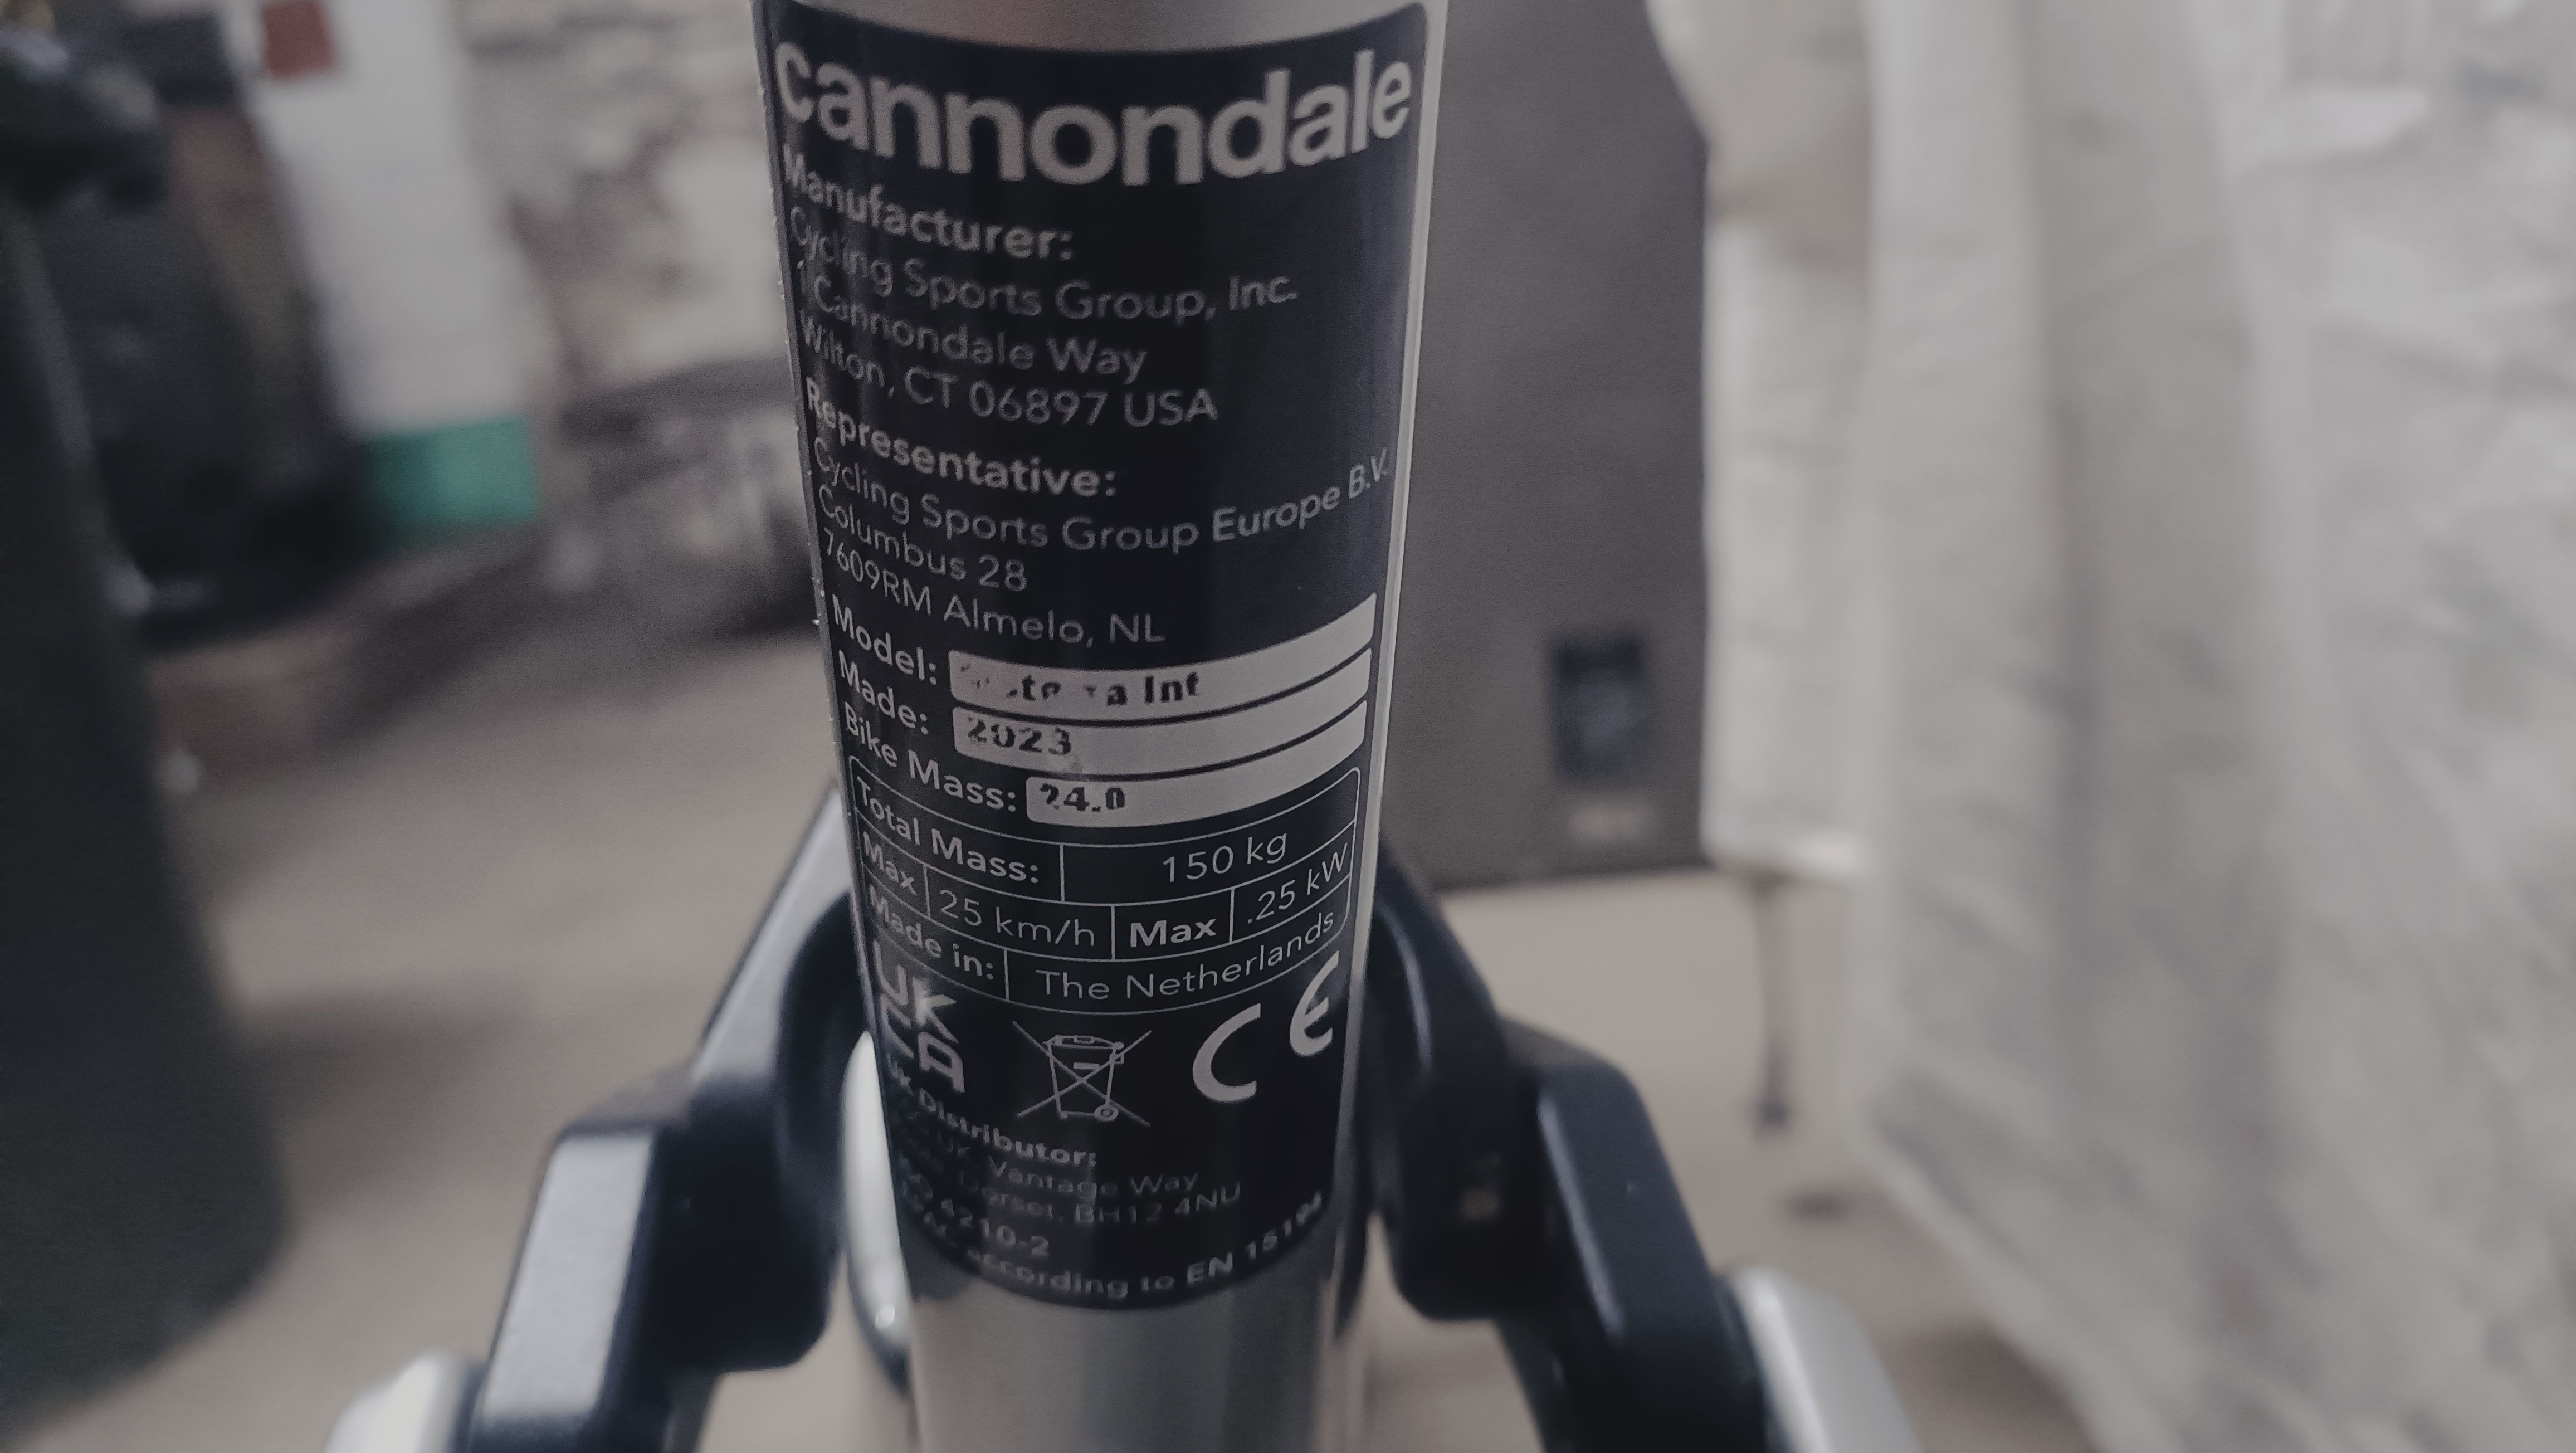 cannondale
Manufacturer:
Cycling Sports Group, Inc.
1 Cannondale Way
Wilton, CT 06897 USA
Representative:
Cycling Sports Group Europe B.V.
Columbus 28
7609RM Almelo, NL
Model: Int
Made: 2023
Bike Mass: 24.0
Total Mass: 150 kg
Max 25 km/h Max .25 kW
Made in: The Netherlands
UK
CA CE
UK Distributor:
Vantage Way
Dorset, BH12 4NU
4210-2
according to EN 15194